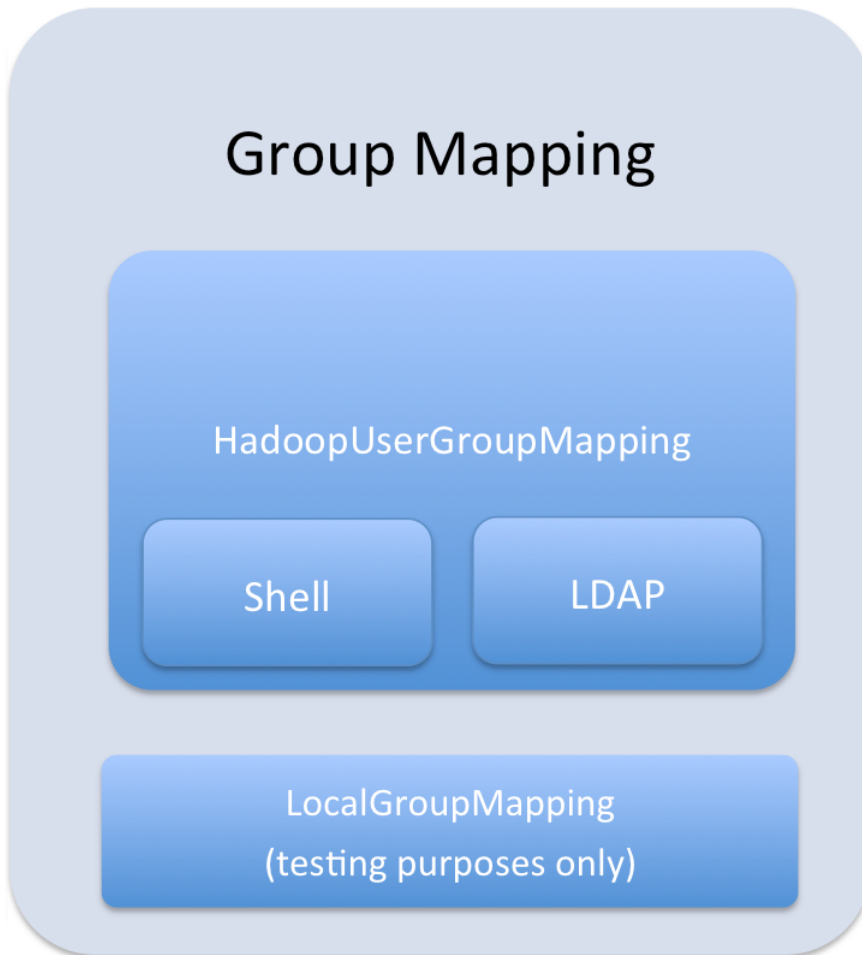 Group Mapping
HadoopUserGroupMapping
Shell
LDAP
LocalGroupMapping
(testing purposes only)